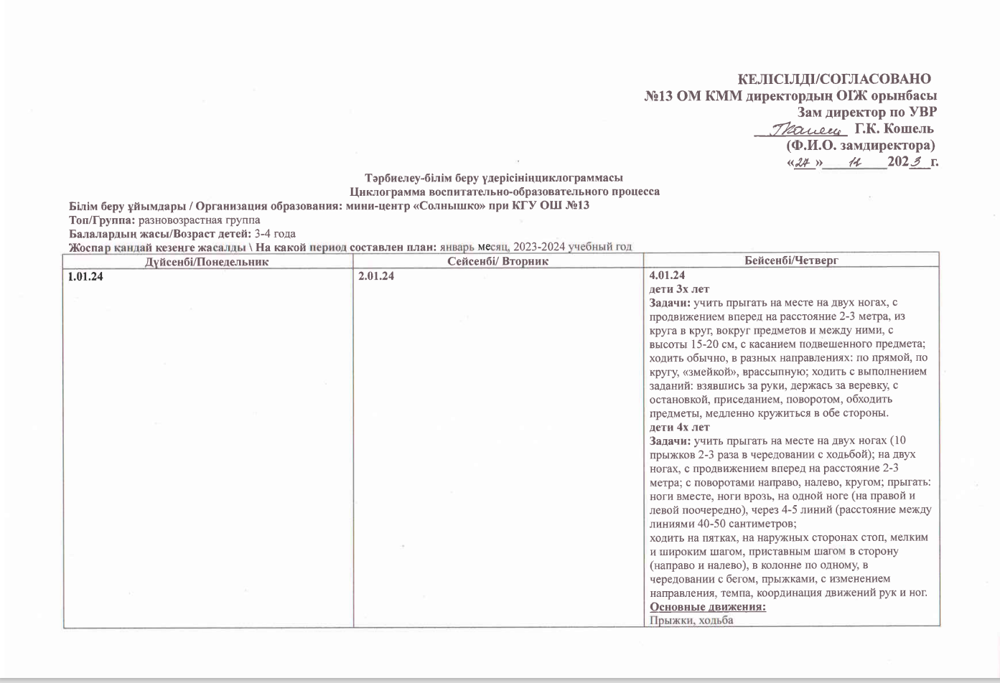 КЕЛІСІЛДІ/СОГЛАСОВАНО
№13 ОМ КММ директордың ОІЖ орынбасы
Зам директор по УВР
Г.К. Кошель
(Ф.И.О. замдиректора)
«27» 11 2023 г.
Тәрбиелеу-білім беру үдерісініңциклограммасы
Циклограмма воспитательно-образовательного процесса
Білім беру ұйымдары / Организация образования: мини-центр «Солнышко» при КГУ ОШ №13
Топ/Группа: разновозрастная группа
Балалардың жасы/Возраст детей: 3-4 года
Жоспар қандай кезеңге жасалды \ На какой период составлен план: январь месяц, 2023-2024 учебный год
Дүйсенбі/Понедельник Сейсенбі/ Вторник Бейсенбі/Четверг
1.01.24
2.01.24
4.01.24
дети 3х лет
Задачи: учить прыгать на месте на двух ногах, с
продвижением вперед на расстояние 2-3 метра, из
круга в круг, вокруг предметов и между ними, с
высоты 15-20 см, с касанием подвешенного предмета;
ходить обычно, в разных направлениях: по прямой, по
кругу, «змейкой», врассыпную; ходить с выполнением
заданий: взявшись за руки, держась за веревку, с
остановкой, приседанием, поворотом, обходить
предметы, медленно кружиться в обе стороны.
дети 4х лет
Задачи: учить прыгать на месте на двух ногах (10
прыжков 2-3 раза в чередовании с ходьбой); на двух
ногах, с продвижением вперед на расстояние 2-3
метра; с поворотами направо, налево, кругом; прыгать:
ноги вместе, ноги врозь, на одной ноге (на правой и
левой поочередно), через 4-5 линий (расстояние между
линиями 40-50 сантиметров;
ходить на пятках, на наружных сторонах стоп, мелким
и широким шагом, приставным шагом в сторону
(направо и налево), в колонне по одному, в
чередовании с бегом, прыжками, с изменением
направления, темпа, координация движений рук и ног.
Основные движения:
Прыжки, ходьба